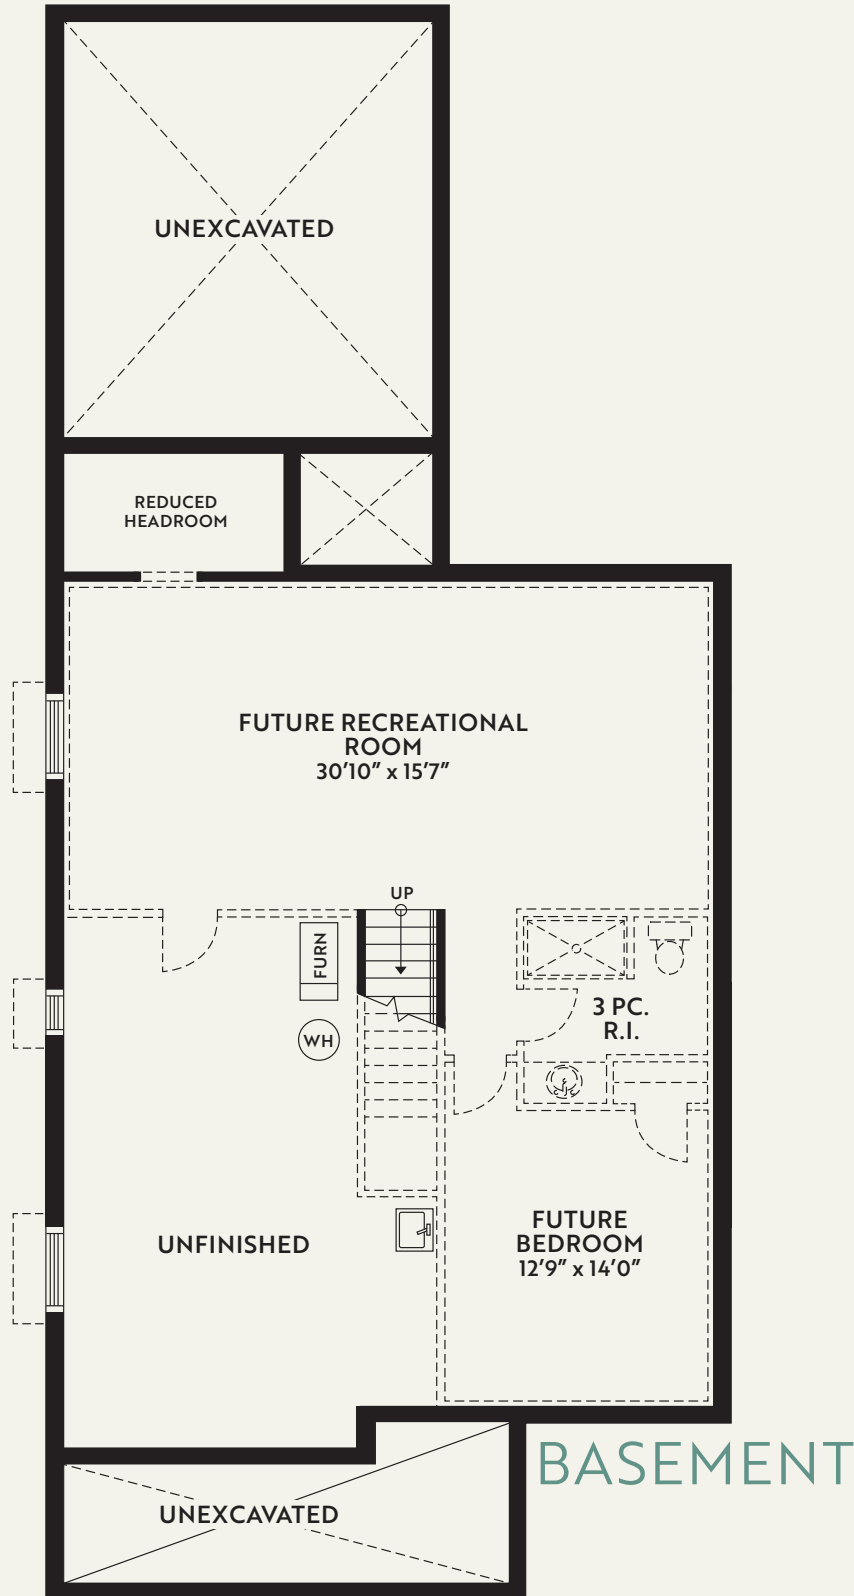 UNEXCAVATED
REDUCED
HEADROOM
FUTURE RECREATIONAL
ROOM
30'10" x 15'7"
UP
FURN
WH
3 PC.
R.I.
UNFINISHED
FUTURE
BEDROOM
12'9" x 14'0"
BASEMENT
UNEXCAVATED